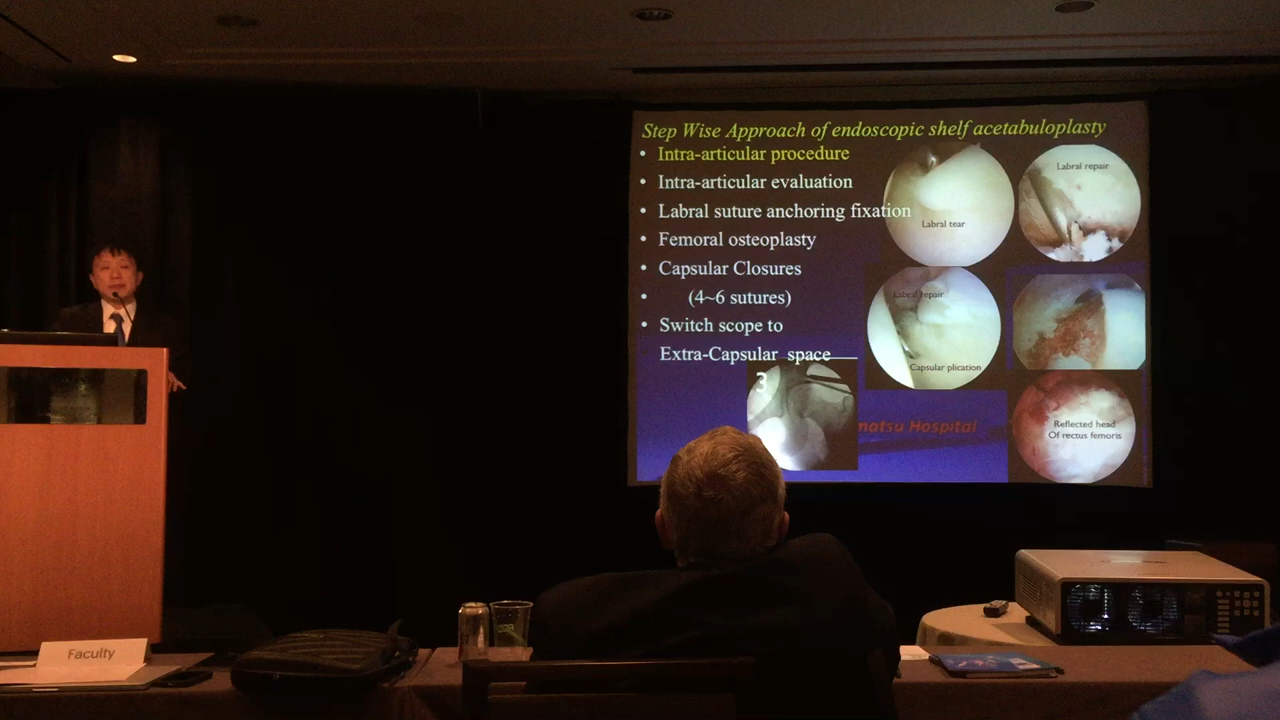 Step Wise Approach of endoscopic shelf acetabuloplasty
• Intra-articular procedure
• Intra-articular evaluation
• Labral suture anchoring fixation
• Femoral osteoplasty
• Capsular Closures
• (4~6 sutures)
• Switch scope to
Extra-Capsular space
Labral tear
Labral repair
Labral repair
Capsular plication
3
matsu Hospital
Reflected head
Of rectus femoris
Faculty